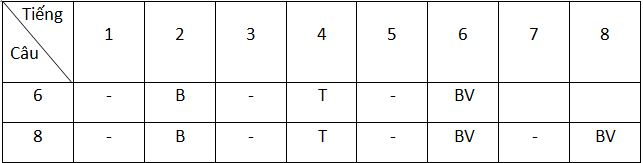 Tiếng
Câu
1 2 3 4 5 6 7 8
6 - B - T - BV
8 - B - T - BV - BV